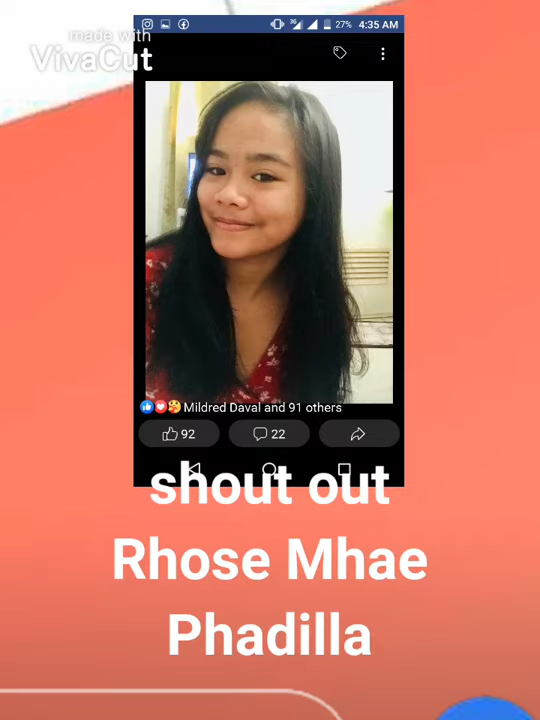 made with
VivaCut
3G
27% 4:35 AM
Mildred Daval and 91 others
92
22
shout out
Rhose Mhae
Phadilla